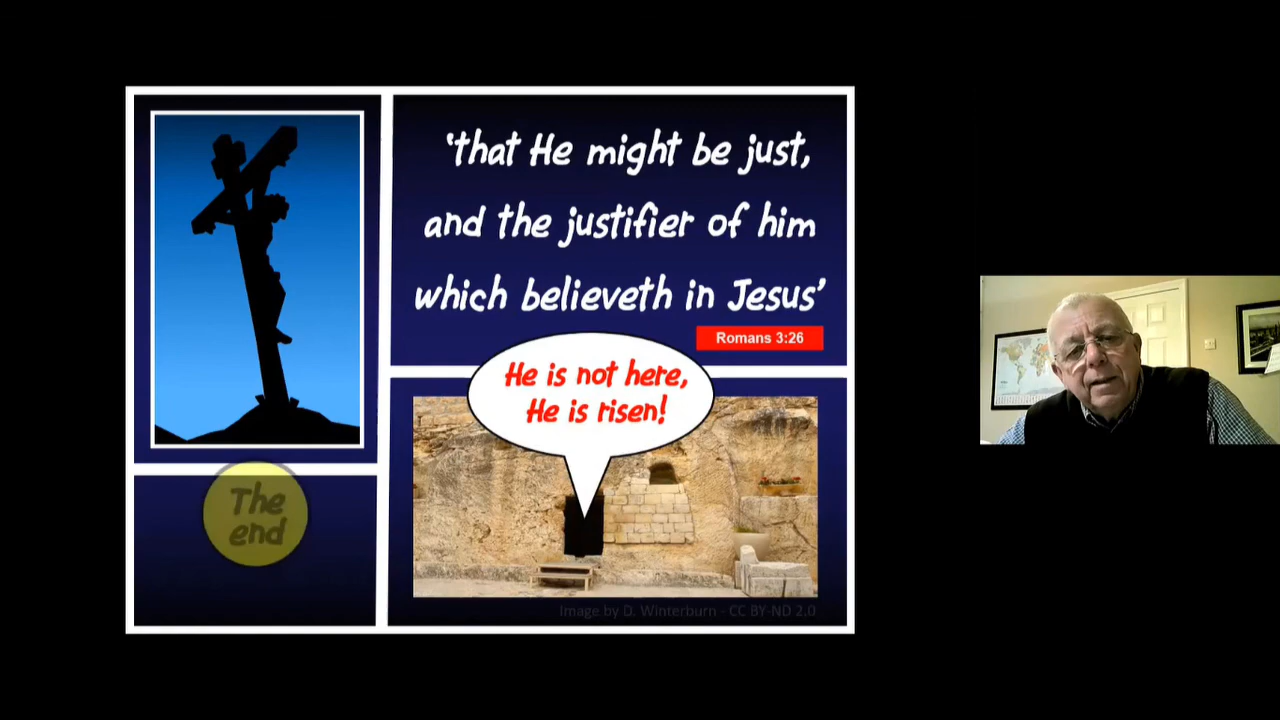 ‘that He might be just,
and the justifier of him
which believeth in Jesus’
Romans 3:26
He is not here,
He is risen!
The
end
Image by D. Winterburn - CC BY-ND 2.0